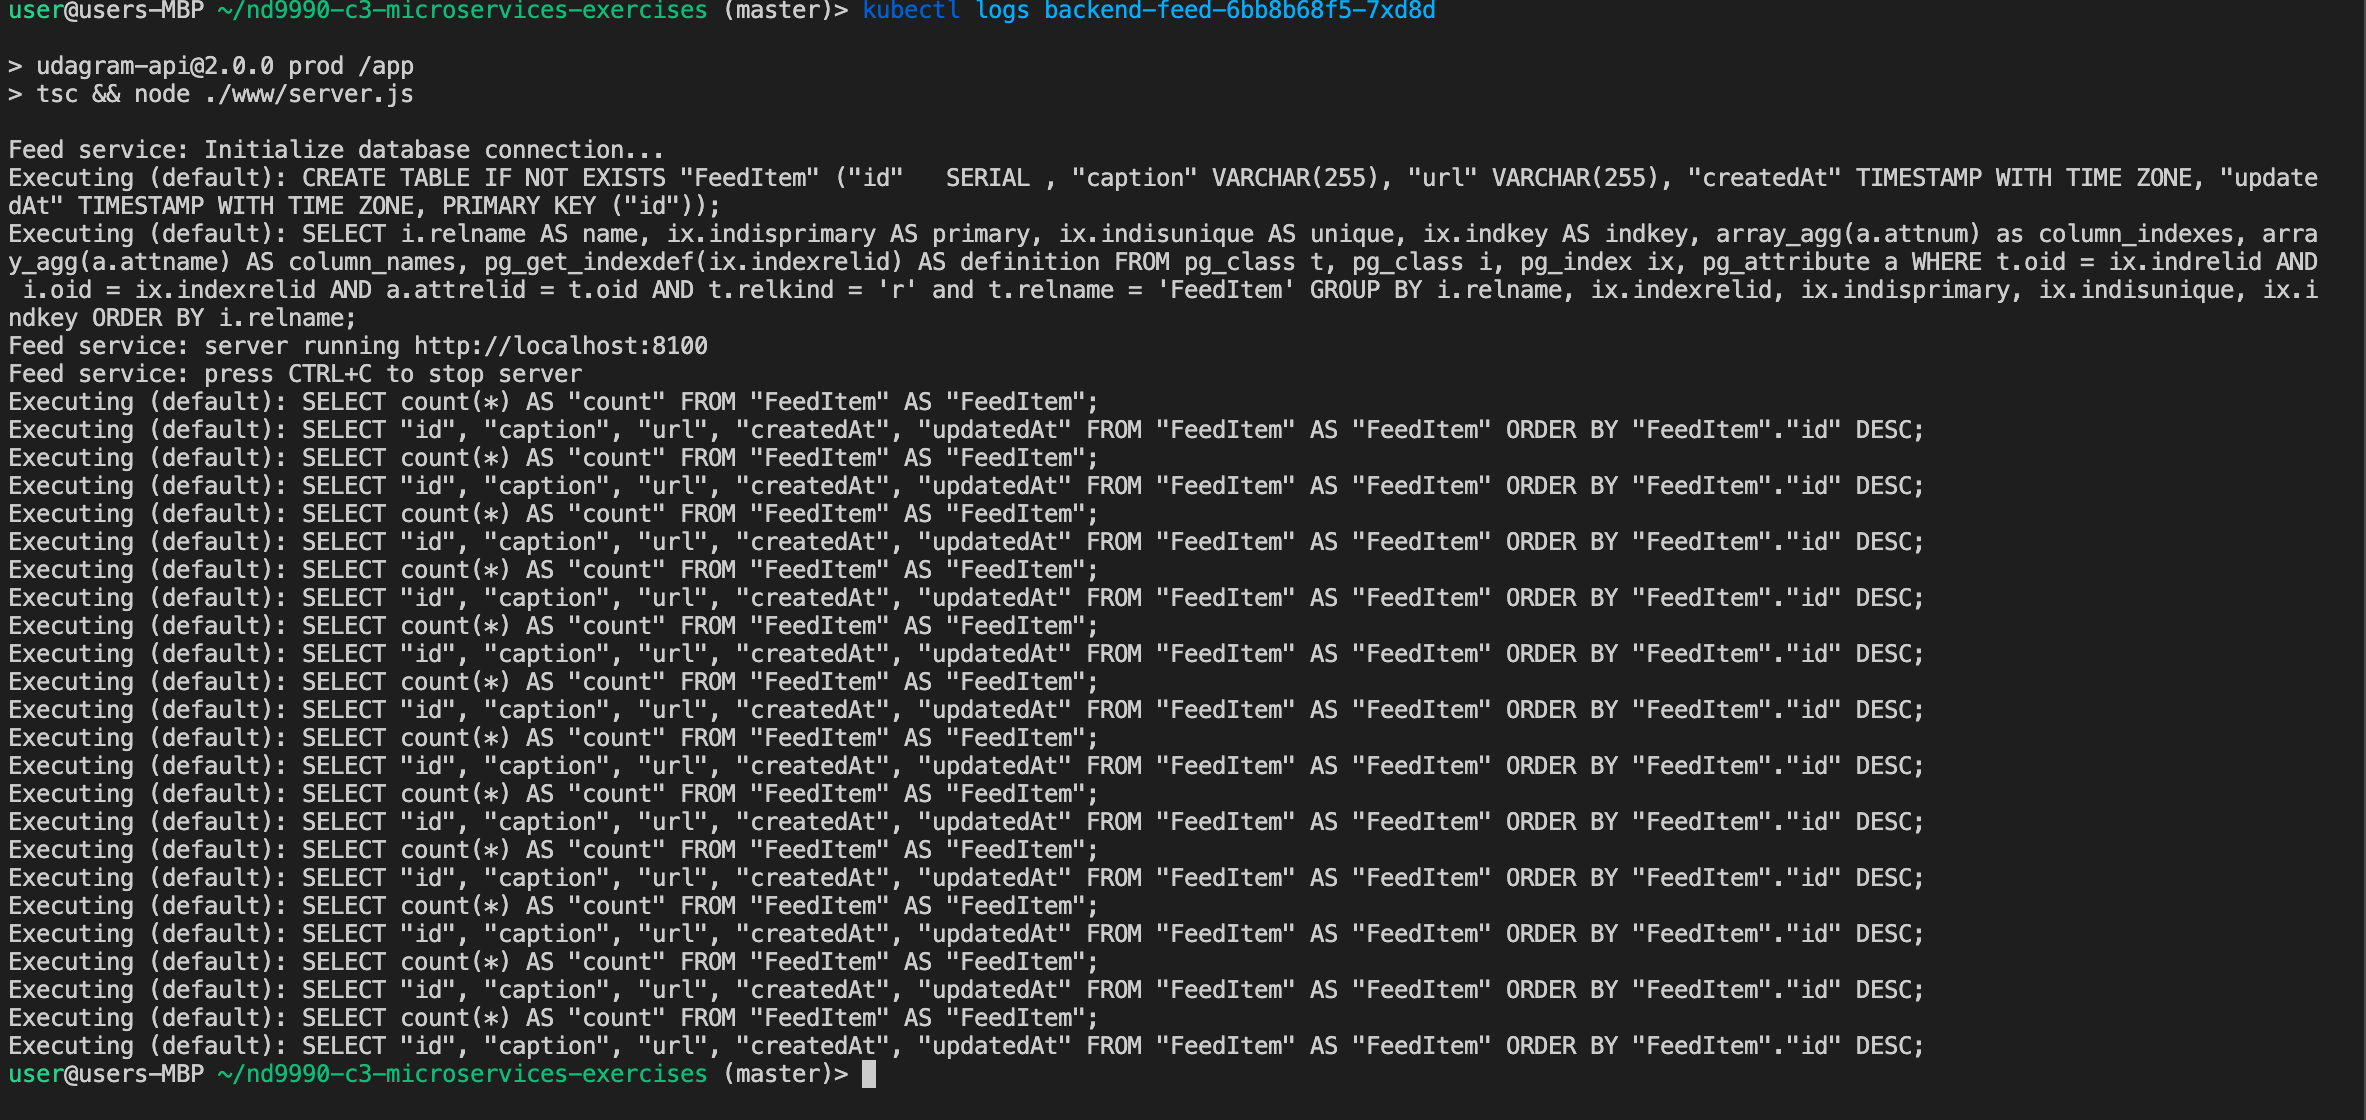 user@users-MBP ~/nd9990-c3-microservices-exercises (master)> kubectl logs backend-feed-6bb8b68f5-7xd8d
> udagram-api@2.0.0 prod /app
> tsc && node ./www/server.js
Feed service: Initialize database connection...
Executing (default): CREATE TABLE IF NOT EXISTS "FeedItem" ("id"   SERIAL , "caption" VARCHAR(255), "url" VARCHAR(255), "createdAt" TIMESTAMP WITH TIME ZONE, "update
dAt" TIMESTAMP WITH TIME ZONE, PRIMARY KEY ("id"));
Executing (default): SELECT i.relname AS name, ix.indisprimary AS primary, ix.indisunique AS unique, ix.indkey AS indkey, array_agg(a.attnum) as column_indexes, arra
y_agg(a.attname) AS column_names, pg_get_indexdef(ix.indexrelid) AS definition FROM pg_class t, pg_class i, pg_index ix, pg_attribute a WHERE t.oid = ix.indrelid AND
 i.oid = ix.indexrelid AND a.attrelid = t.oid AND t.relkind = 'r' and t.relname = 'FeedItem' GROUP BY i.relname, ix.indexrelid, ix.indisprimary, ix.indisunique, ix.i
ndkey ORDER BY i.relname;
Feed service: server running http://localhost:8100
Feed service: press CTRL+C to stop server
Executing (default): SELECT count(*) AS "count" FROM "FeedItem" AS "FeedItem";
Executing (default): SELECT "id", "caption", "url", "createdAt", "updatedAt" FROM "FeedItem" AS "FeedItem" ORDER BY "FeedItem"."id" DESC;
Executing (default): SELECT count(*) AS "count" FROM "FeedItem" AS "FeedItem";
Executing (default): SELECT "id", "caption", "url", "createdAt", "updatedAt" FROM "FeedItem" AS "FeedItem" ORDER BY "FeedItem"."id" DESC;
Executing (default): SELECT count(*) AS "count" FROM "FeedItem" AS "FeedItem";
Executing (default): SELECT "id", "caption", "url", "createdAt", "updatedAt" FROM "FeedItem" AS "FeedItem" ORDER BY "FeedItem"."id" DESC;
Executing (default): SELECT count(*) AS "count" FROM "FeedItem" AS "FeedItem";
Executing (default): SELECT "id", "caption", "url", "createdAt", "updatedAt" FROM "FeedItem" AS "FeedItem" ORDER BY "FeedItem"."id" DESC;
Executing (default): SELECT count(*) AS "count" FROM "FeedItem" AS "FeedItem";
Executing (default): SELECT "id", "caption", "url", "createdAt", "updatedAt" FROM "FeedItem" AS "FeedItem" ORDER BY "FeedItem"."id" DESC;
Executing (default): SELECT count(*) AS "count" FROM "FeedItem" AS "FeedItem";
Executing (default): SELECT "id", "caption", "url", "createdAt", "updatedAt" FROM "FeedItem" AS "FeedItem" ORDER BY "FeedItem"."id" DESC;
Executing (default): SELECT count(*) AS "count" FROM "FeedItem" AS "FeedItem";
Executing (default): SELECT "id", "caption", "url", "createdAt", "updatedAt" FROM "FeedItem" AS "FeedItem" ORDER BY "FeedItem"."id" DESC;
Executing (default): SELECT count(*) AS "count" FROM "FeedItem" AS "FeedItem";
Executing (default): SELECT "id", "caption", "url", "createdAt", "updatedAt" FROM "FeedItem" AS "FeedItem" ORDER BY "FeedItem"."id" DESC;
Executing (default): SELECT count(*) AS "count" FROM "FeedItem" AS "FeedItem";
Executing (default): SELECT "id", "caption", "url", "createdAt", "updatedAt" FROM "FeedItem" AS "FeedItem" ORDER BY "FeedItem"."id" DESC;
Executing (default): SELECT count(*) AS "count" FROM "FeedItem" AS "FeedItem";
Executing (default): SELECT "id", "caption", "url", "createdAt", "updatedAt" FROM "FeedItem" AS "FeedItem" ORDER BY "FeedItem"."id" DESC;
Executing (default): SELECT count(*) AS "count" FROM "FeedItem" AS "FeedItem";
Executing (default): SELECT "id", "caption", "url", "createdAt", "updatedAt" FROM "FeedItem" AS "FeedItem" ORDER BY "FeedItem"."id" DESC;
Executing (default): SELECT count(*) AS "count" FROM "FeedItem" AS "FeedItem";
Executing (default): SELECT "id", "caption", "url", "createdAt", "updatedAt" FROM "FeedItem" AS "FeedItem" ORDER BY "FeedItem"."id" DESC;
user@users-MBP ~/nd9990-c3-microservices-exercises (master)>